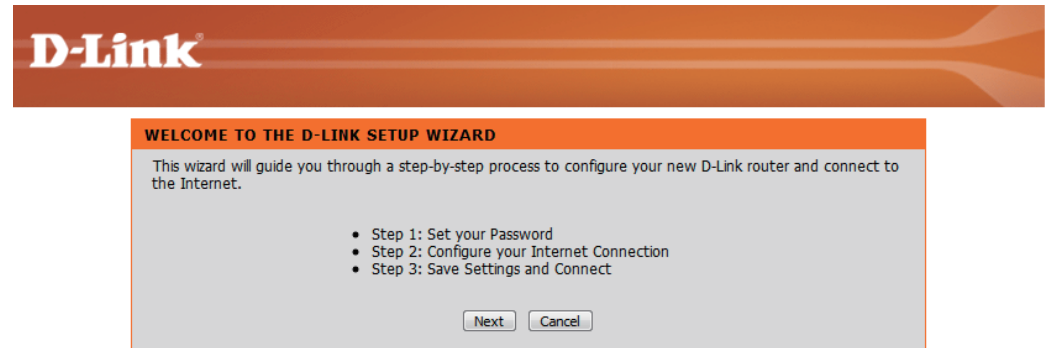 D-Link®
WELCOME TO THE D-LINK SETUP WIZARD
This wizard will guide you through a step-by-step process to configure your new D-Link router and connect to
the Internet.
• Step 1: Set your Password
• Step 2: Configure your Internet Connection
• Step 3: Save Settings and Connect
Next Cancel